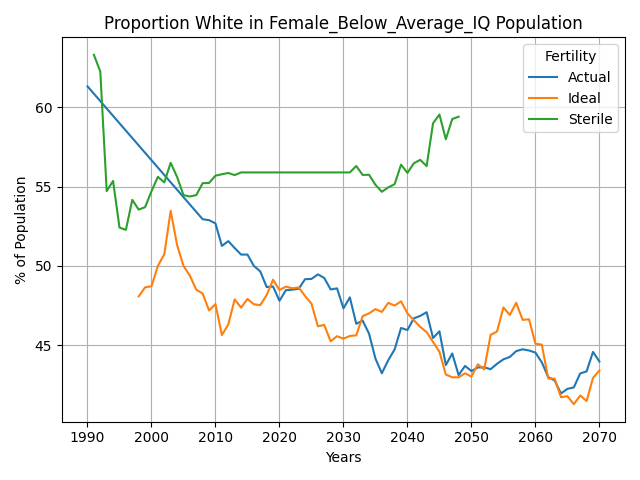 Proportion White in Female_Below_Average_IQ Population
Fertility
Actual
Ideal
Sterile
% of Population
60
55
50
45
1990 2000 2010 2020 2030 2040 2050 2060 2070
Years